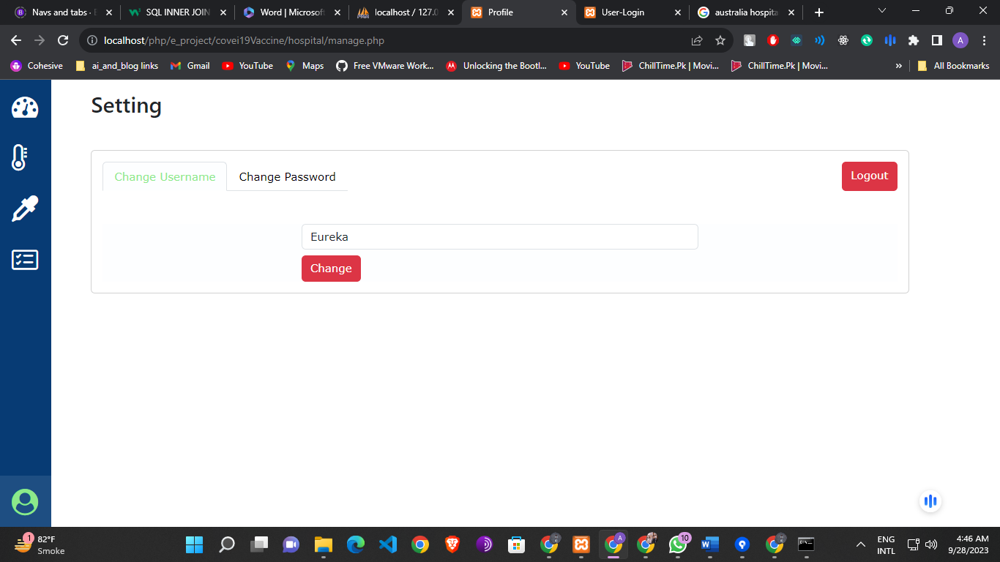 Navs and tabs · B
SQL INNER JOIN
Word | Microsof
localhost / 127.0
Profile
User-Login
australia hospita
localhost/php/e_project/covei19Vaccine/hospital/manage.php
A
Cohesive
ai_and_blog links
Gmail
YouTube
Maps
Free VMware Work...
Unlocking the Bootl...
YouTube
ChillTime.Pk | Movi...
ChillTime.Pk | Movi...
»
All Bookmarks
Setting
Change Username
Change Password
Logout
Eureka
Change
1
82°F
Smoke
A
10
ENG
INTL
4:46 AM
9/28/2023